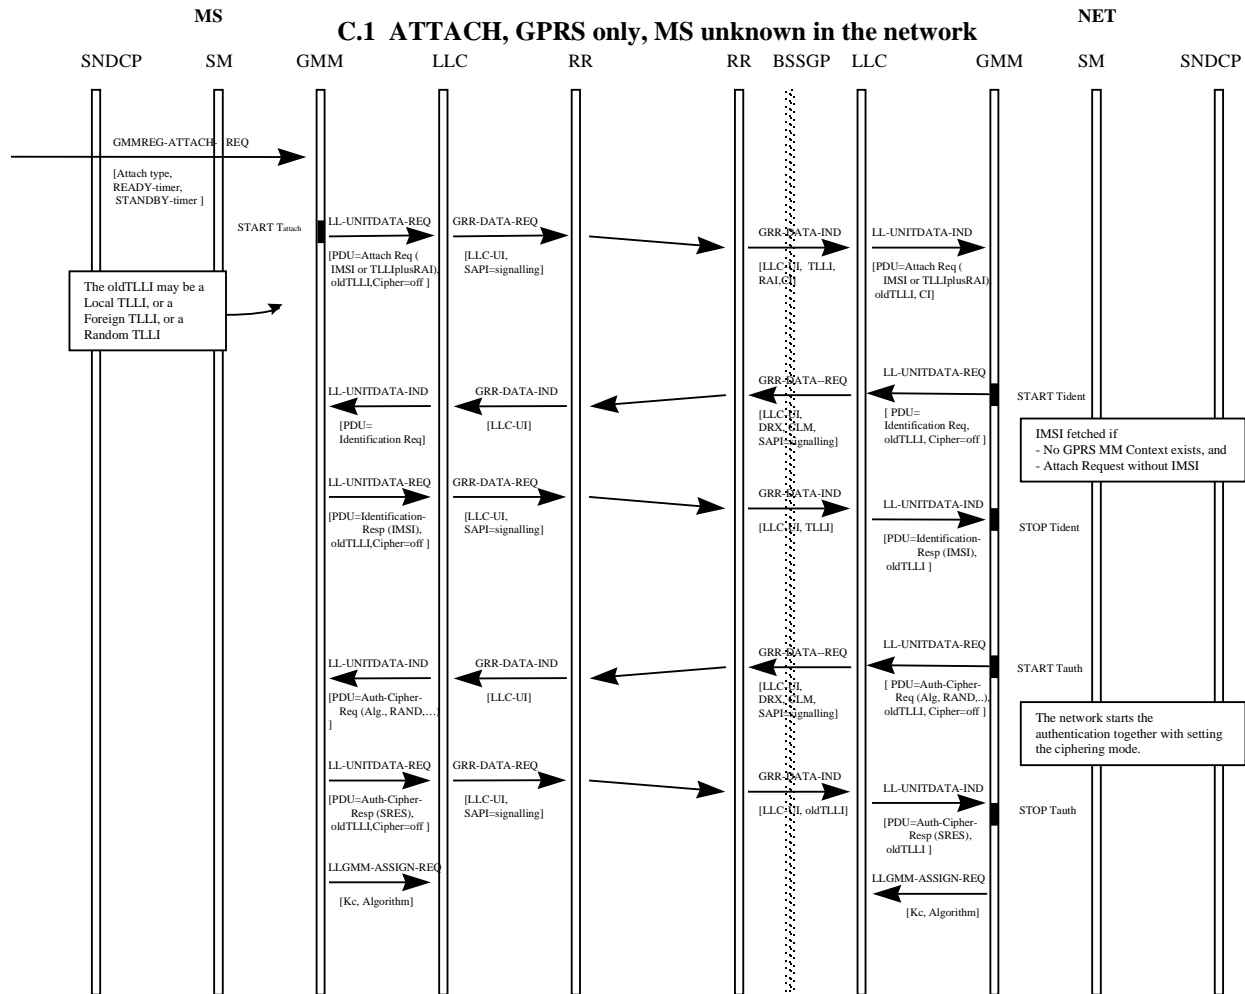 MS
NET
C.1 ATTACH, GPRS only, MS unknown in the network
SNDCP SM GMM LLC RR RR BSSGP LLC GMM SM SNDCP
GMMREG-ATTACH- REQ
[Attach type,
READY-timer,
STANDBY-timer ]
START Tattach
LL-UNITDATA-REQ
[PDU=Attach Req (
IMSI or TLLIplusRAI),
oldTLLI,Cipher=off ]
GRR-DATA-REQ
[LLC-UI,
SAPI=signalling]
GRR-DATA-IND
[LLC-UI, TLLI,
RAI,CI]
LL-UNITDATA-IND
[PDU=Attach Req (
IMSI or TLLIplusRAI)
oldTLLI, CI]
The oldTLLI may be a
Local TLLI, or a
Foreign TLLI, or a
Random TLLI
LL-UNITDATA-IND
[PDU=
Identification Req]
GRR-DATA-IND
[LLC-UI]
GRR-DATA--REQ
[LLC-UI,
DRX, CLM,
SAPI=signalling]
LL-UNITDATA-REQ
[ PDU=
Identification Req,
oldTLLI, Cipher=off ]
START Tident
IMSI fetched if
- No GPRS MM Context exists, and
- Attach Request without IMSI
LL-UNITDATA-REQ
[PDU=Identification-
Resp (IMSI),
oldTLLI,Cipher=off ]
GRR-DATA-REQ
[LLC-UI,
SAPI=signalling]
GRR-DATA-IND
[LLC-UI, TLLI]
LL-UNITDATA-IND
[PDU=Identification-
Resp (IMSI),
oldTLLI ]
STOP Tident
LL-UNITDATA-IND
[PDU=Auth-Cipher-
Req (Alg., RAND,…)
]
GRR-DATA-IND
[LLC-UI]
GRR-DATA--REQ
[LLC-UI,
DRX, CLM,
SAPI=signalling]
LL-UNITDATA-REQ
[ PDU=Auth-Cipher-
Req (Alg, RAND,..),
oldTLLI, Cipher=off ]
START Tauth
The network starts the
authentication together with setting
the ciphering mode.
LL-UNITDATA-REQ
[PDU=Auth-Cipher-
Resp (SRES),
oldTLLI,Cipher=off ]
GRR-DATA-REQ
[LLC-UI,
SAPI=signalling]
GRR-DATA-IND
[LLC-UI, oldTLLI]
LL-UNITDATA-IND
[PDU=Auth-Cipher-
Resp (SRES),
oldTLLI ]
STOP Tauth
LLGMM-ASSIGN-REQ
[Kc, Algorithm]
LLGMM-ASSIGN-REQ
[Kc, Algorithm]